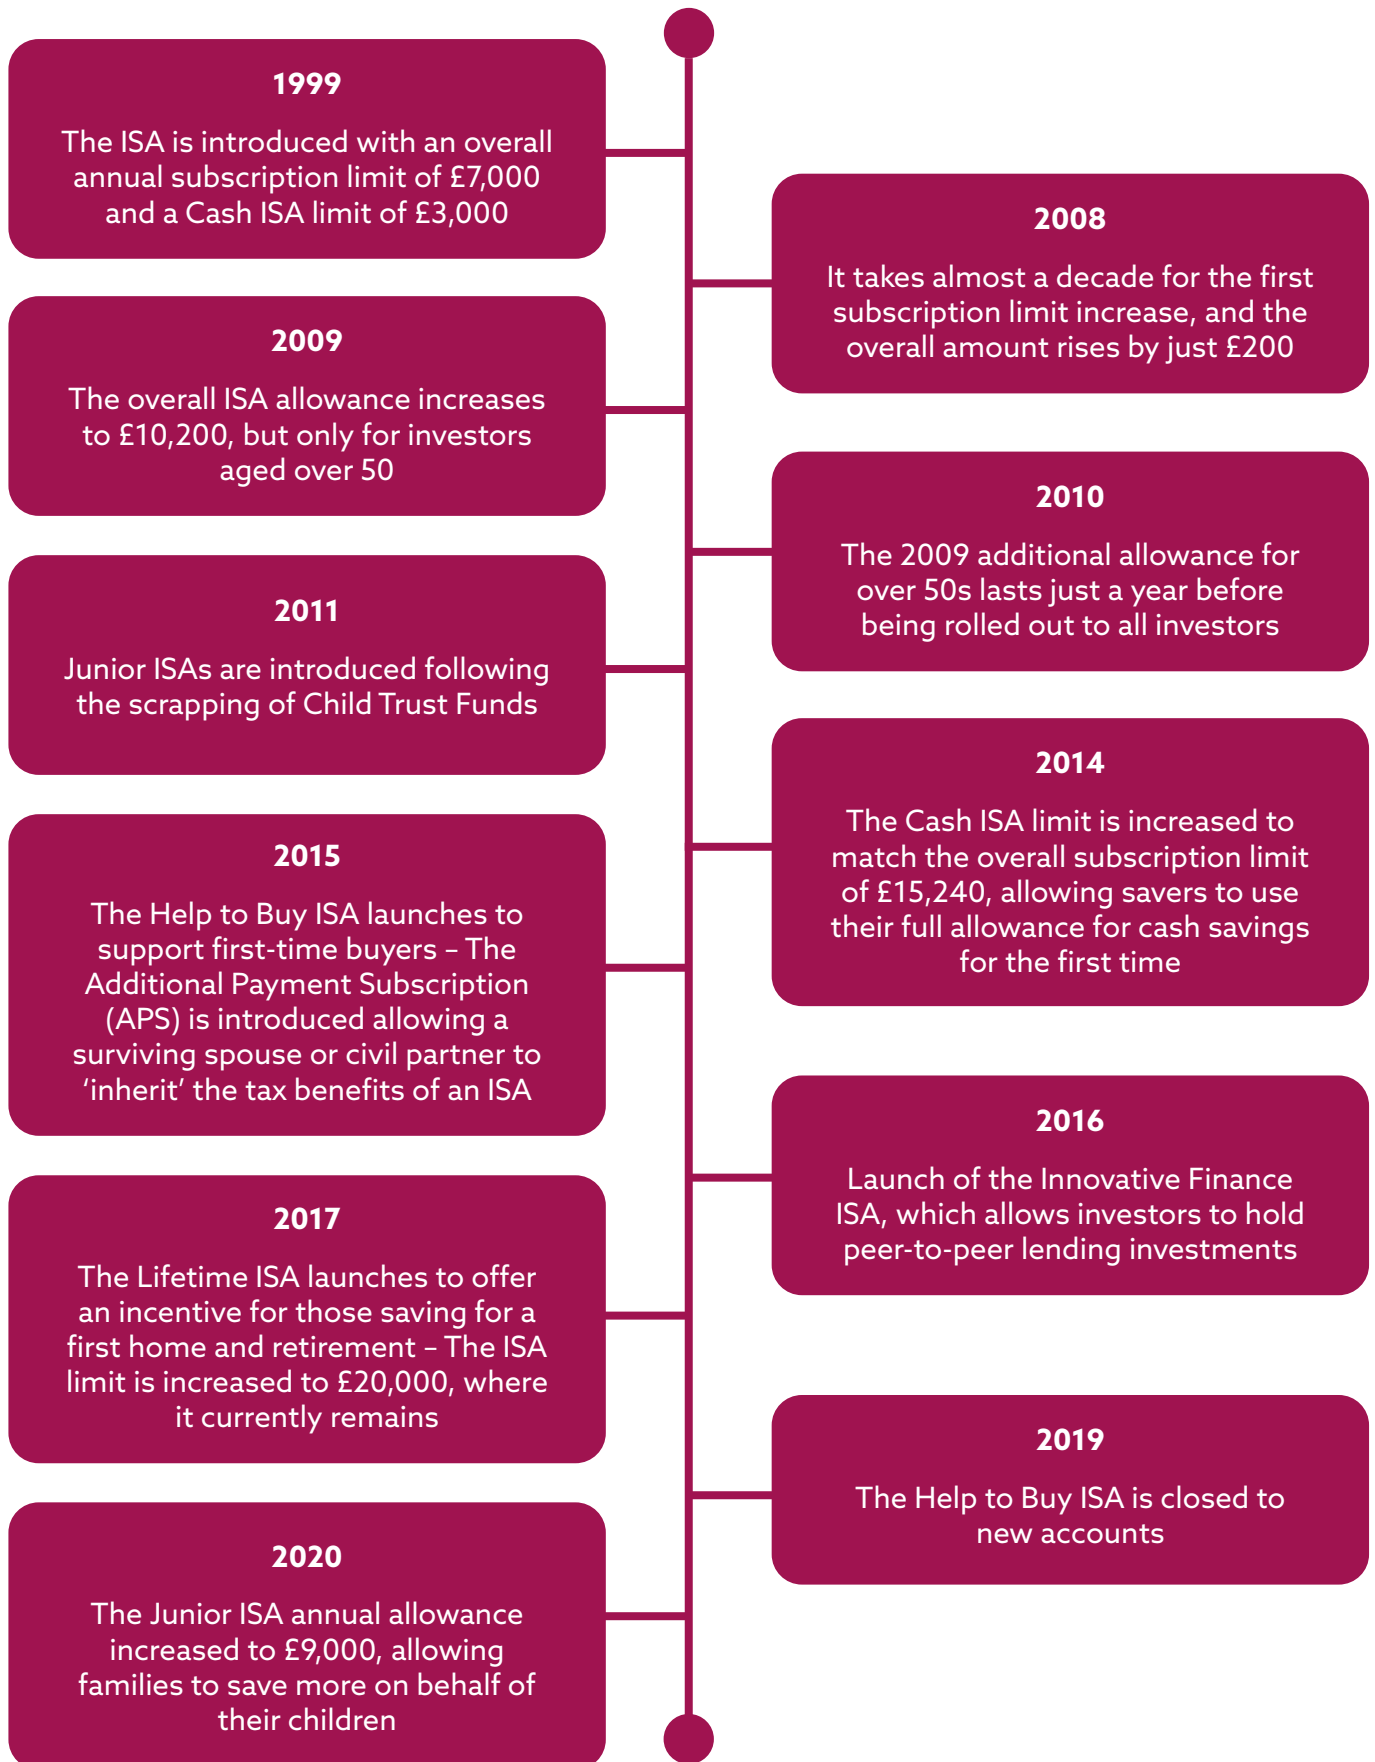 1999
The ISA is introduced with an overall
annual subscription limit of £7,000
and a Cash ISA limit of £3,000
2008
It takes almost a decade for the first
subscription limit increase, and the
overall amount rises by just £200
2009
The overall ISA allowance increases
to £10,200, but only for investors
aged over 50
2010
The 2009 additional allowance for
over 50s lasts just a year before
being rolled out to all investors
2011
Junior ISAs are introduced following
the scrapping of Child Trust Funds
2014
The Cash ISA limit is increased to
match the overall subscription limit
of £15,240, allowing savers to use
their full allowance for cash savings
for the first time
2015
The Help to Buy ISA launches to
support first-time buyers – The
Additional Payment Subscription
(APS) is introduced allowing a
surviving spouse or civil partner to
‘inherit’ the tax benefits of an ISA
2016
Launch of the Innovative Finance
ISA, which allows investors to hold
peer-to-peer lending investments
2017
The Lifetime ISA launches to offer
an incentive for those saving for a
first home and retirement – The ISA
limit is increased to £20,000, where
it currently remains
2019
The Help to Buy ISA is closed to
new accounts
2020
The Junior ISA annual allowance
increased to £9,000, allowing
families to save more on behalf of
their children